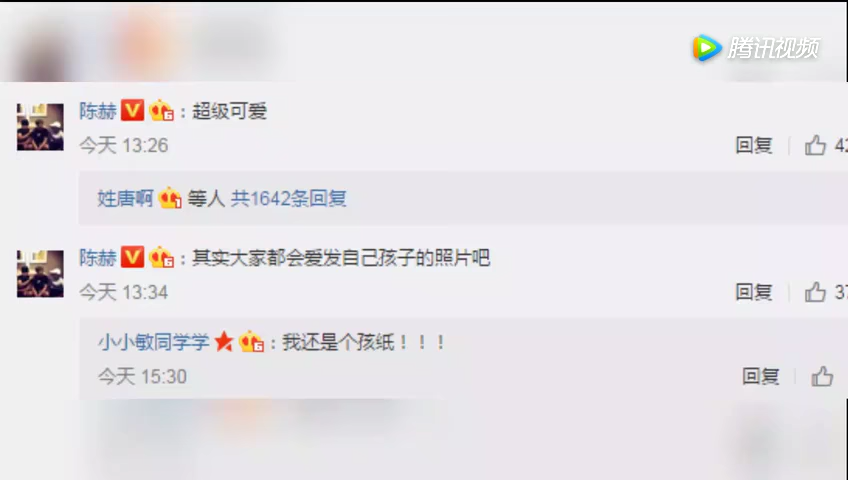 腾讯视频
陈赫：超级可爱
今天 13:26
回复 42
姓唐啊 等人 共1642条回复
陈赫：其实大家都会爱发自己孩子的照片吧
今天 13:34
回复 37
小小敏同学学：我还是个孩纸！！！
今天 15:30
回复